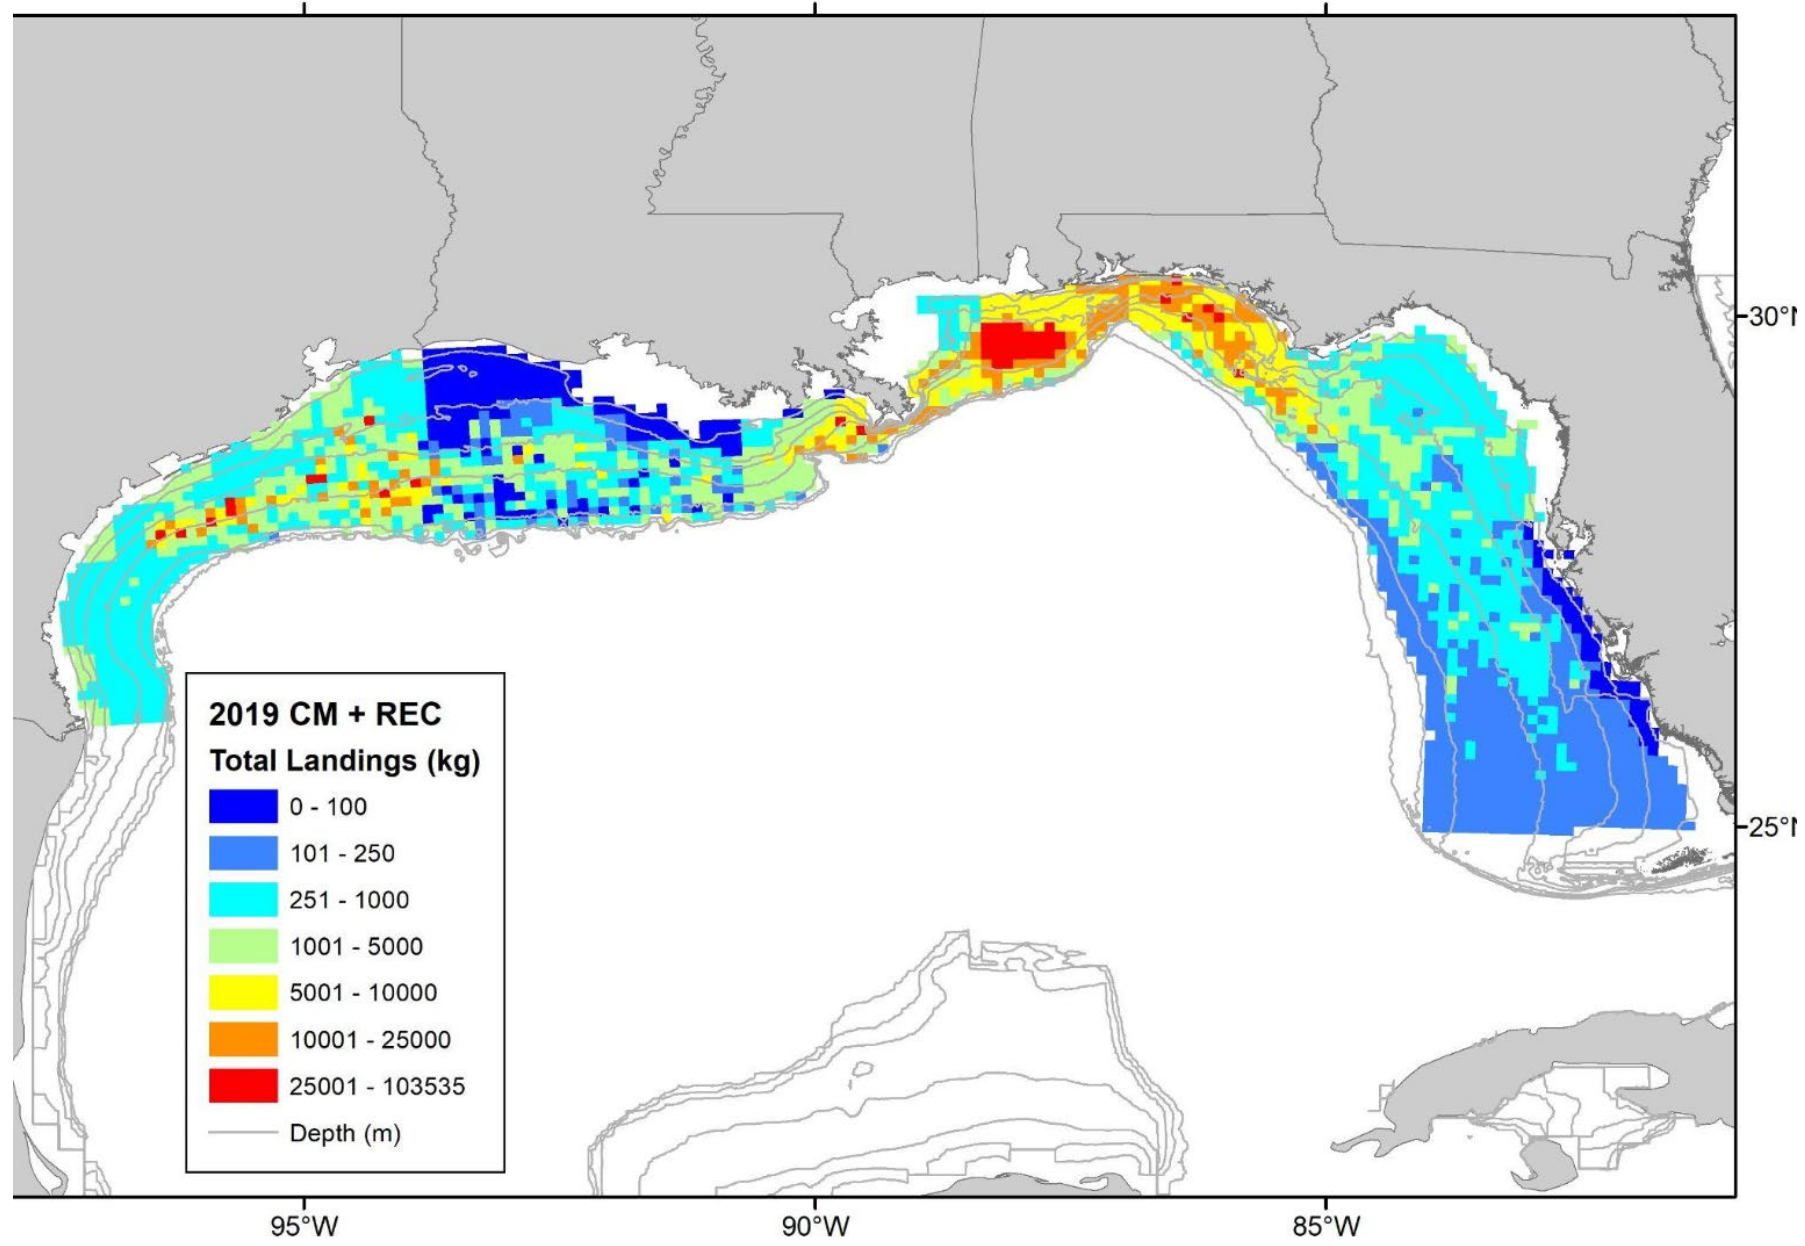 30°N
25°N
2019 CM + REC
Total Landings (kg)
0 - 100
101 - 250
251 - 1000
1001 - 5000
5001 - 10000
10001 - 25000
25001 - 103535
Depth (m)
95°W
90°W
85°W